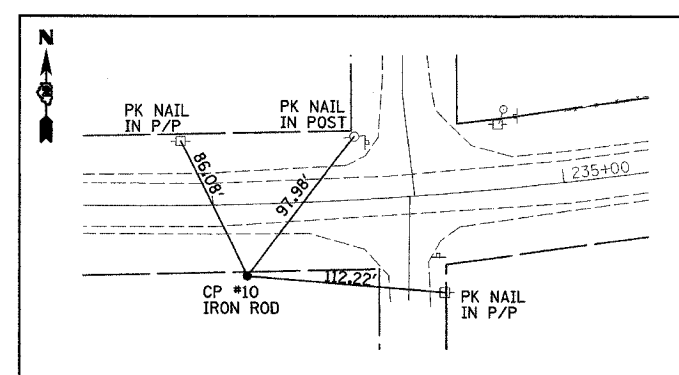 N
PK NAIL
IN P/P
PK NAIL
IN POST
86.08'
97.98'
235+00
112.22'
CP #10
IRON ROD
PK NAIL
IN P/P